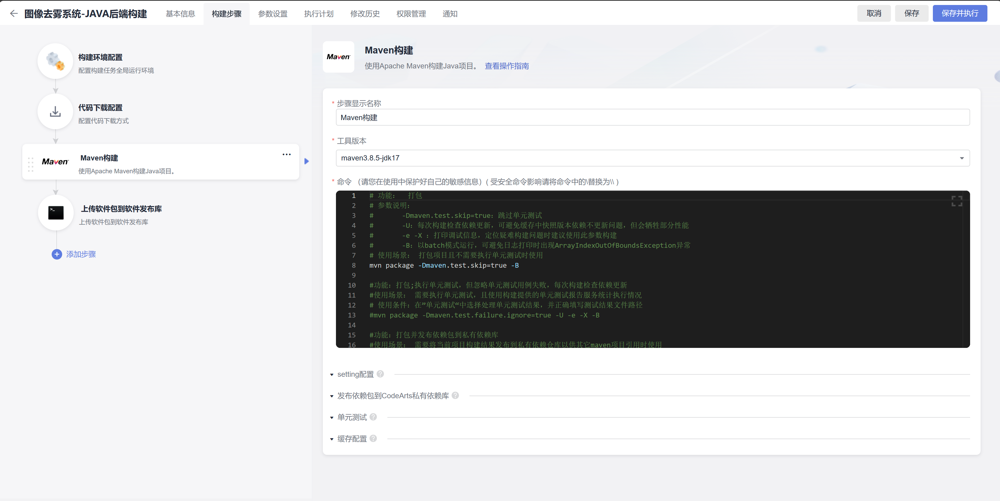 图像去雾系统-JAVA后端构建 基本信息 构建步骤 参数设置 执行计划 修改历史 权限管理 通知 取消 保存 保存并执行
构建环境配置
配置构建任务全局运行环境
代码下载配置
配置代码下载方式
Maven
Maven构建
使用Apache Maven构建Java项目。
>_
上传软件包到软件发布库
上传软件包到软件发布库
添加步骤
Maven
Maven构建
使用Apache Maven构建Java项目。 查看操作指南
* 步骤显示名称
Maven构建
* 工具版本
maven3.8.5-jdk17
* 命令 （请您在使用中保护好自己的敏感信息）( 受安全命令影响请将命令中的\替换为\\ )
1 # 功能： 打包
2 # 参数说明：
3 # -Dmaven.test.skip=true：跳过单元测试
4 # -U：每次构建检查依赖更新，可避免缓存中快照版本依赖不更新问题，但会牺牲部分性能
5 # -e -X ：打印调试信息，定位疑难构建问题时建议使用此参数构建
6 # -B：以batch模式运行，可避免日志打印时出现ArrayIndexOutOfBoundsException异常
7 # 使用场景： 打包项目且不需要执行单元测试时使用
8 mvn package -Dmaven.test.skip=true -B
9
10 #功能：打包;执行单元测试，但忽略单元测试用例失败，每次构建检查依赖更新
11 #使用场景： 需要执行单元测试，且使用构建提供的单元测试报告服务统计执行情况
12 # 使用条件：在”单元测试“中选择处理单元测试结果，并正确填写测试结果文件路径
13 #mvn package -Dmaven.test.failure.ignore=true -U -e -X -B
14
15 #功能：打包并发布依赖包到私有依赖库
16 #使用场景： 需要将当前项目构建结果发布到私有依赖仓库以供其它maven项目引用时使用
setting配置
发布依赖包到CodeArts私有依赖库
单元测试
缓存配置